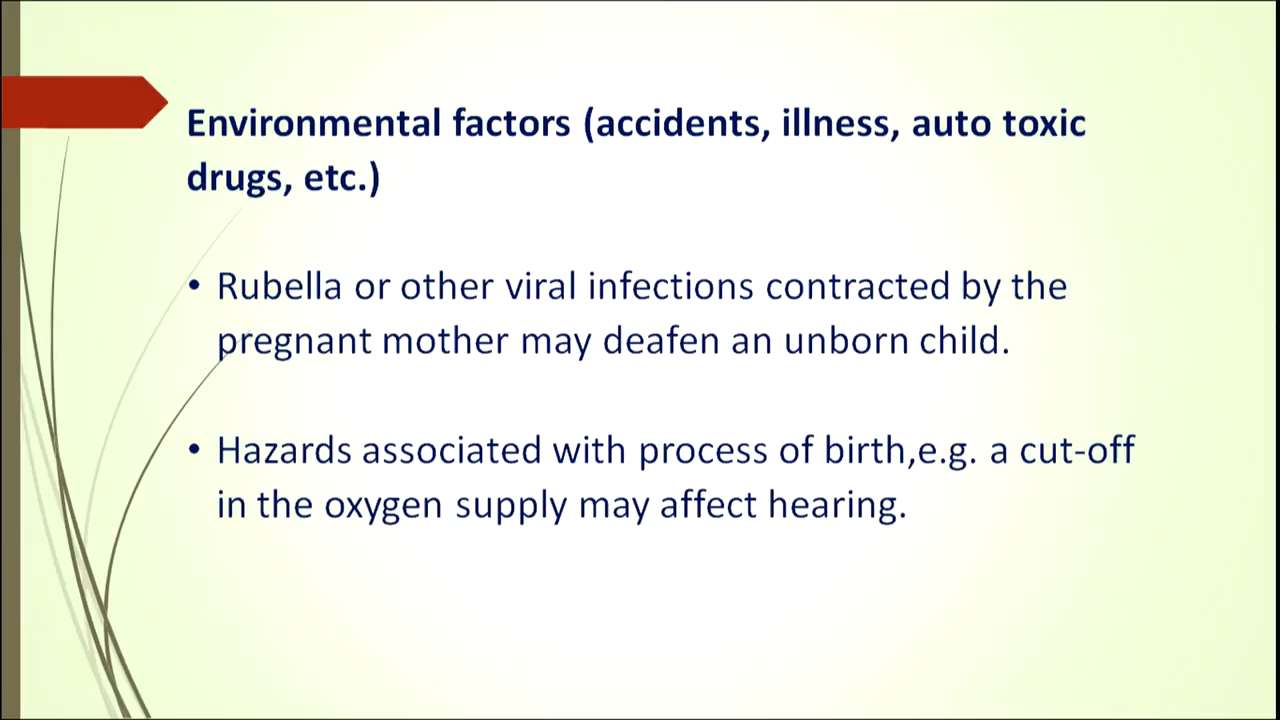 Environmental factors (accidents, illness, auto toxic
drugs, etc.)
• Rubella or other viral infections contracted by the
pregnant mother may deafen an unborn child.
• Hazards associated with process of birth,e.g. a cut-off
in the oxygen supply may affect hearing.